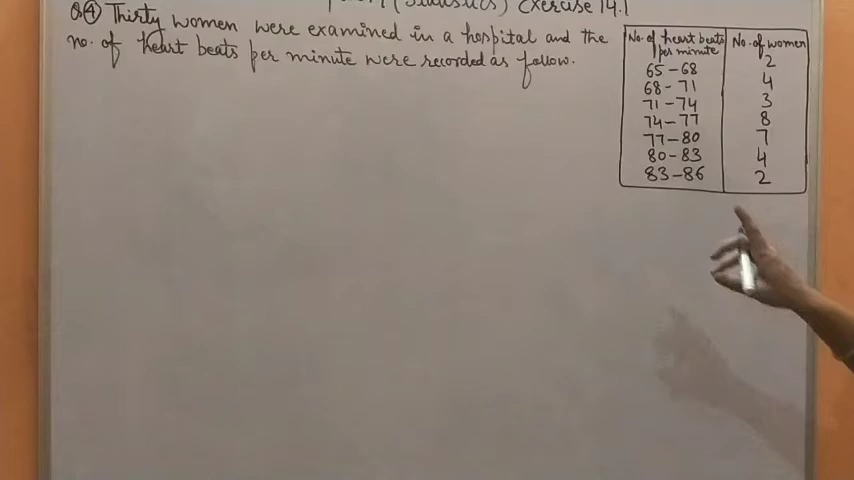 (Statistics) Exercise 14.1
Q④ Thirty women were examined in a hospital and the
no. of heart beats per minute were recorded as follow.
No. of heart beats per minute No. of women
65-68 2
68-71 4
71-74 3
74-77 8
77-80 7
80-83 4
83-86 2